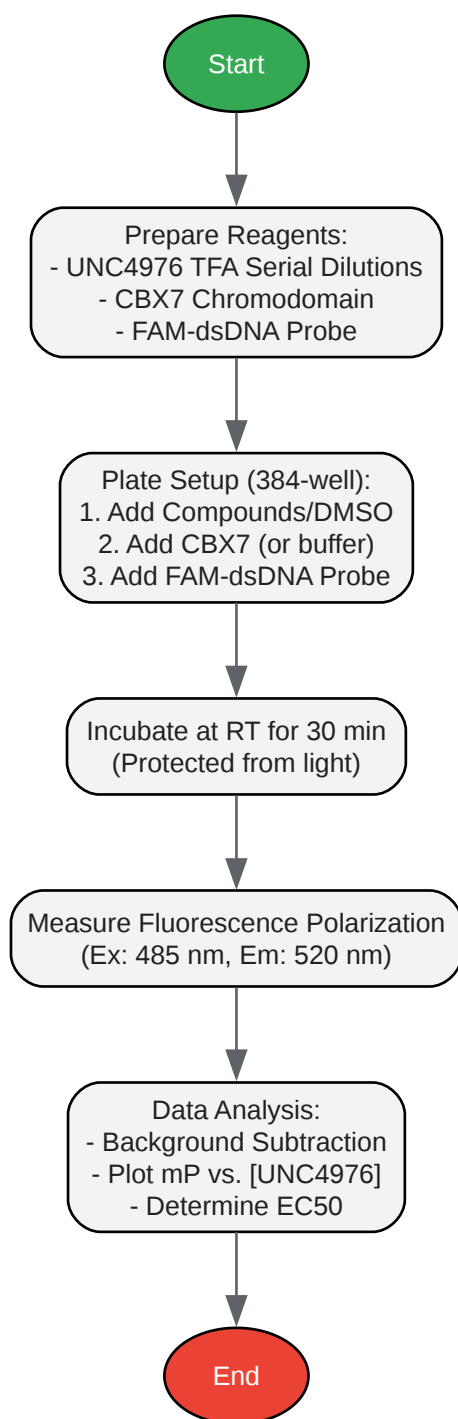 Start
Prepare Reagents:
- UNC4976 TFA Serial Dilutions
- CBX7 Chromodomain
- FAM-dsDNA Probe
Plate Setup (384-well):
1. Add Compounds/DMSO
2. Add CBX7 (or buffer)
3. Add FAM-dsDNA Probe
Incubate at RT for 30 min
(Protected from light)
Measure Fluorescence Polarization
(Ex: 485 nm, Em: 520 nm)
Data Analysis:
- Background Subtraction
- Plot mP vs. [UNC4976]
- Determine EC50
End